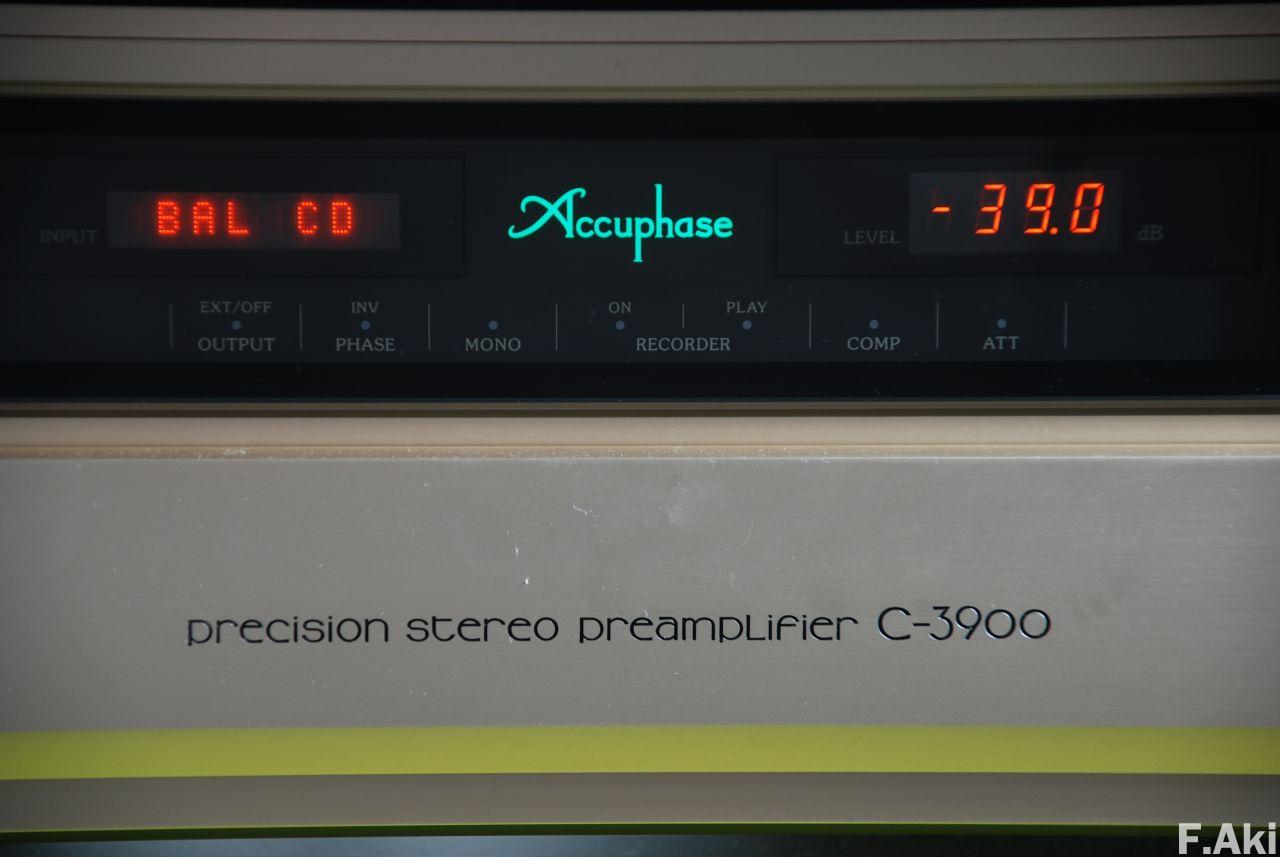 INPUT BAL CD Accuphase LEVEL -39.0 dB
EXT/OFF INV ON PLAY
OUTPUT PHASE MONO RECORDER COMP ATT
precision stereo preamplifier C-3900
F.Aki